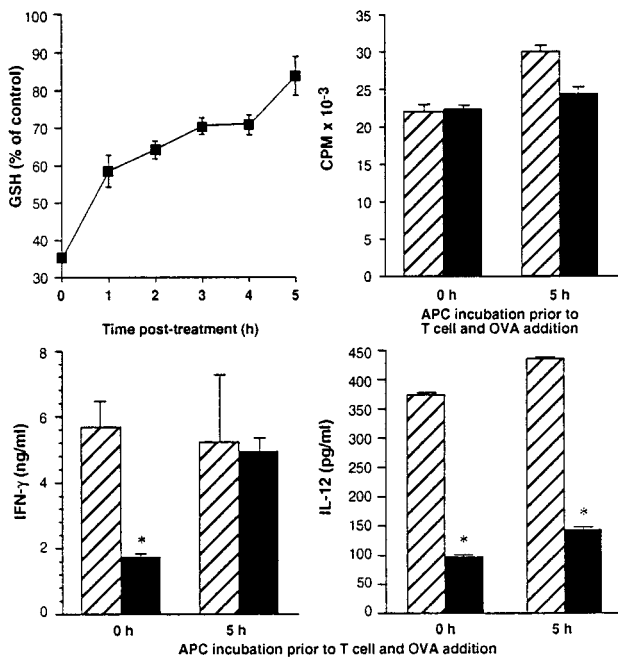 GSH (% of control)
100
90
80
70
60
50
40
30
0 1 2 3 4 5
Time post-treatment (h)
CPM x 10-3
35
30
25
20
15
10
5
0
0 h 5 h
APC incubation prior to
T cell and OVA addition
IFN-γ (ng/ml)
8
6
4
2
0
*
0 h 5 h
IL-12 (pg/ml)
450
400
350
300
250
200
150
100
50
0
*
*
0 h 5 h
APC incubation prior to T cell and OVA addition